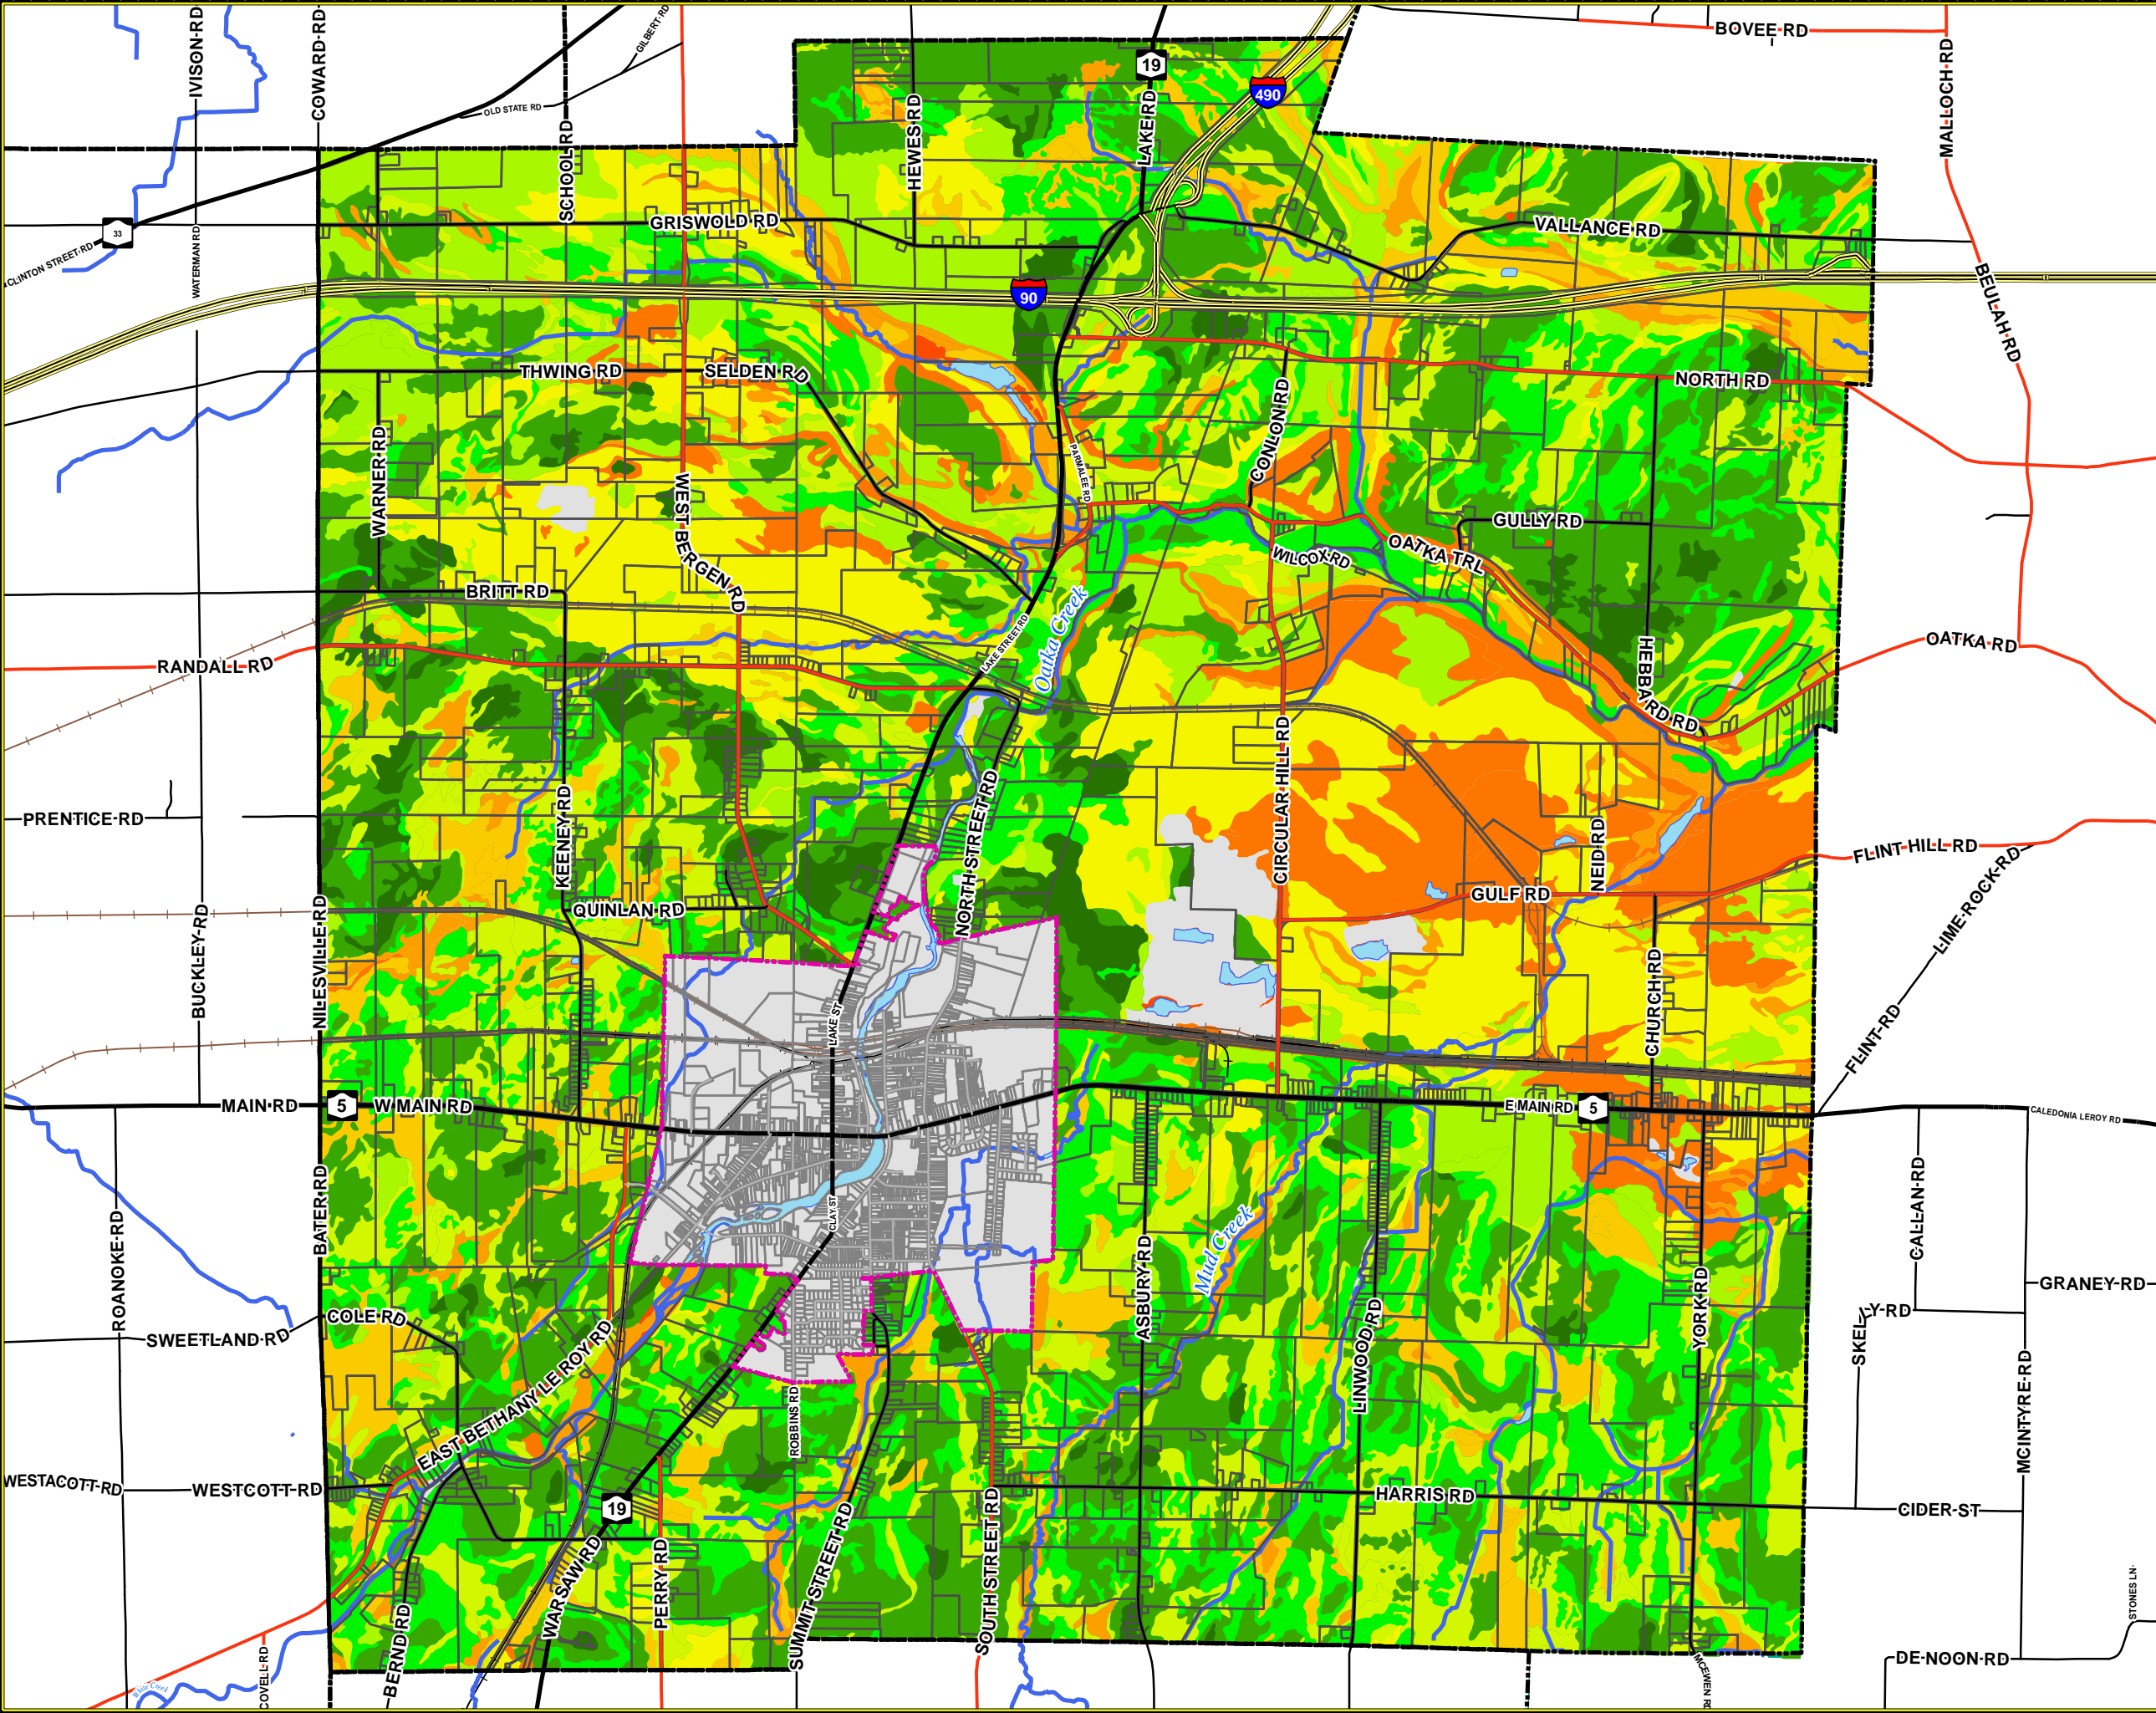 BOVEE RD
IVISON-RD
COWARD-RD
GILBERT-RD
MALLOCH-RD
19
490
OLD STATE RD
LAKE RD
HEWES RD
SCHOOL RD
GRISWOLD RD
VALLANCE RD
33
CLINTON STREET-RD
WATERMAN RD
90
BEULAH-RD
THWING RD
SELDEN RD
NORTH RD
CONLON RD
WARNER RD
PARMALEE RD
WEST BERGEN RD
GULLY RD
OATKA TRL
WILCOX RD
BRITT RD
Oatka Creek
LAKE STREET RD
OATKA RD
RANDALL RD
HEBBARD RD
CIRCULAR HILL RD
NORTH STREET RD
PRENTICE-RD
KEENEY RD
NEID RD
FLINT HILL RD
LIME-ROCK-RD
GULF RD
QUINLAN RD
BUCKLEY-RD
NILESVILLE-RD
CHURCH RD
LAKE ST
FLINT-RD
MAIN RD
5
W MAIN RD
E MAIN RD
5
CALEDONIA LEROY RD
BATER RD
CLAY ST
CALLAN-RD
ROANOKE-RD
ASBURY RD
Mud Creek
YORK RD
GRANEY-RD
SKELLY-RD
COLE RD
SWEETLAND-RD
LINWOOD RD
EAST BETHANY LE ROY RD
MCINTYRE-RD
ROBBINS RD
WESTACOTT-RD
WESTCOTT-RD
HARRIS RD
CIDER-ST
19
WARSAW RD
PERRY RD
SUMMIT STREET RD
SOUTH STREET RD
STONES LN
BERND RD
COVELL RD
DE-NOON-RD
MCEWEN RD
White Creek